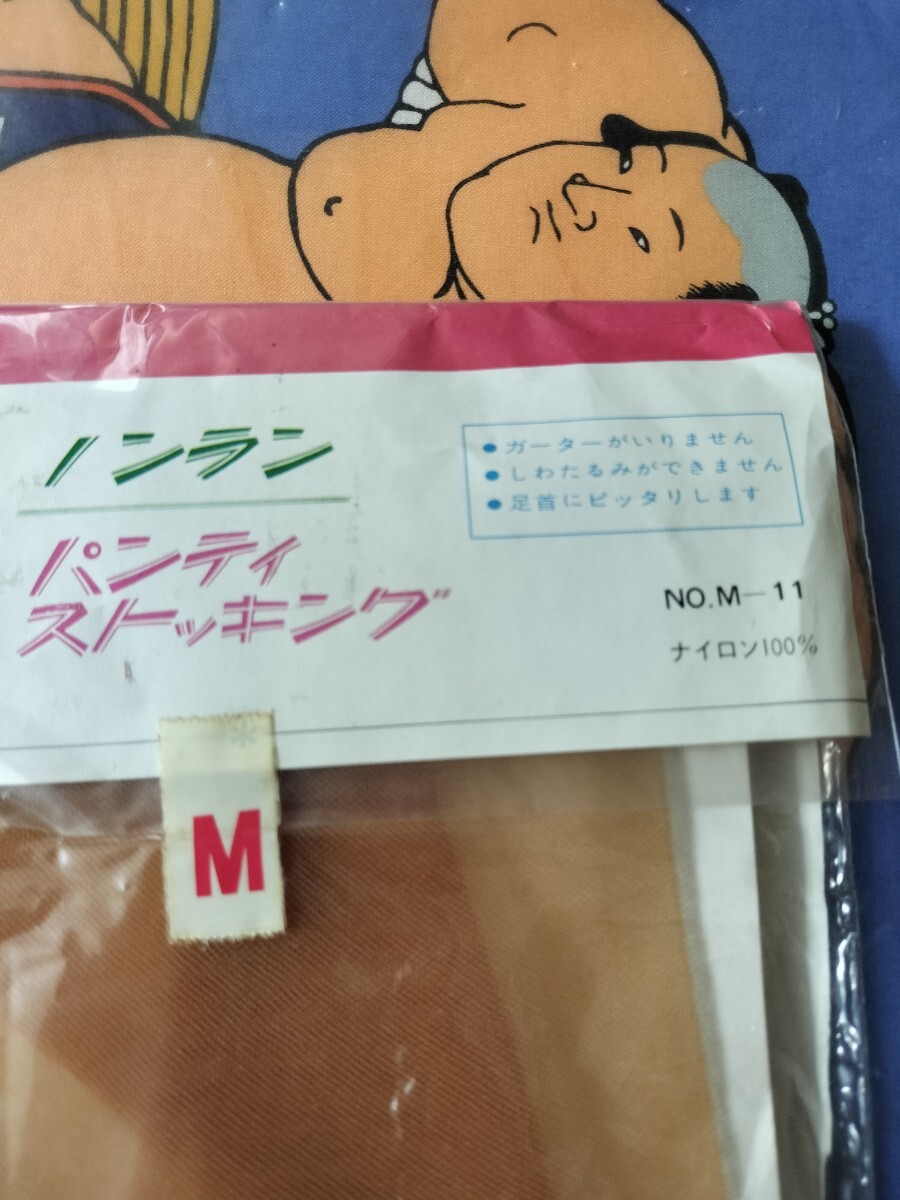 ノンラン
パンティ
ストッキング
● ガーターがいりません
● しわたるみができません
● 足首にピッタリします
NO.M—11
ナイロン100%
M